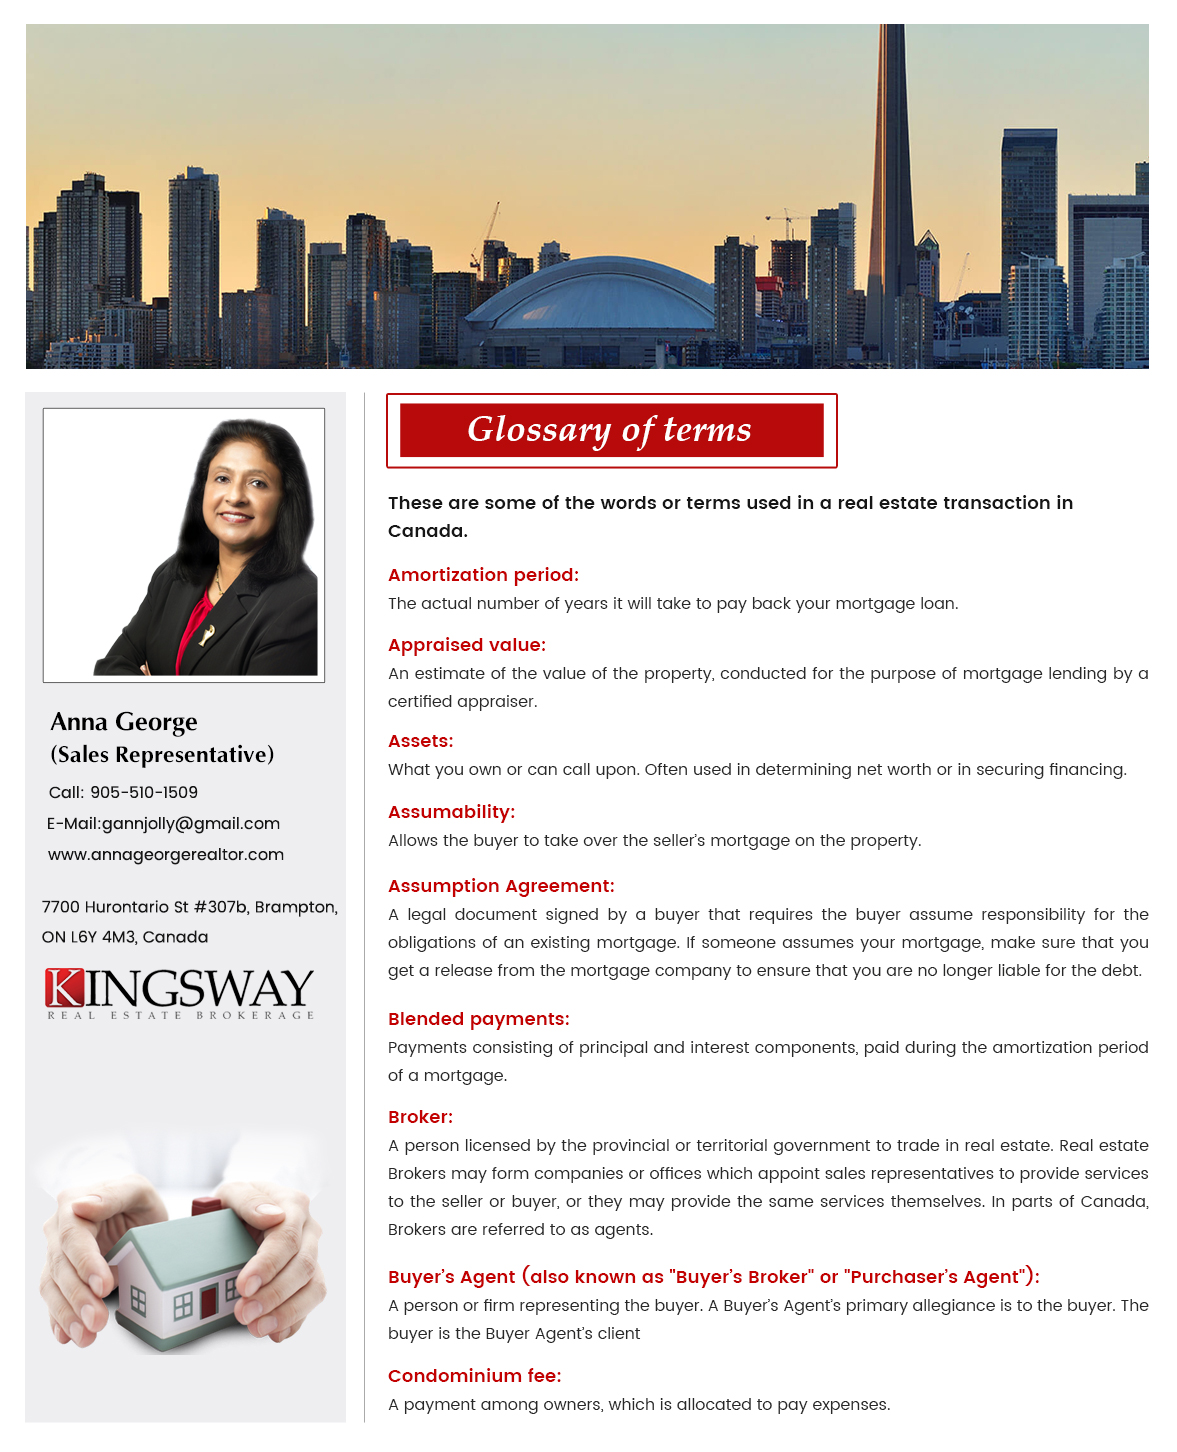 Anna George
(Sales Representative)
Call: 905-510-1509
E-Mail:gannjolly@gmail.com
www.annageorgerealtor.com
7700 Hurontario St #307b, Brampton,
ON L6Y 4M3, Canada
KINGSWAY
REAL ESTATE BROKERAGE
Glossary of terms
These are some of the words or terms used in a real estate transaction in
Canada.
Amortization period:
The actual number of years it will take to pay back your mortgage loan.
Appraised value:
An estimate of the value of the property, conducted for the purpose of mortgage lending by a
certified appraiser.
Assets:
What you own or can call upon. Often used in determining net worth or in securing financing.
Assumability:
Allows the buyer to take over the seller's mortgage on the property.
Assumption Agreement:
A legal document signed by a buyer that requires the buyer assume responsibility for the
obligations of an existing mortgage. If someone assumes your mortgage, make sure that you
get a release from the mortgage company to ensure that you are no longer liable for the debt.
Blended payments:
Payments consisting of principal and interest components, paid during the amortization period
of a mortgage.
Broker:
A person licensed by the provincial or territorial government to trade in real estate. Real estate
Brokers may form companies or offices which appoint sales representatives to provide services
to the seller or buyer, or they may provide the same services themselves. In parts of Canada,
Brokers are referred to as agents.
Buyer's Agent (also known as "Buyer's Broker" or "Purchaser's Agent"):
A person or firm representing the buyer. A Buyer's Agent's primary allegiance is to the buyer. The
buyer is the Buyer Agent's client
Condominium fee:
A payment among owners, which is allocated to pay expenses.